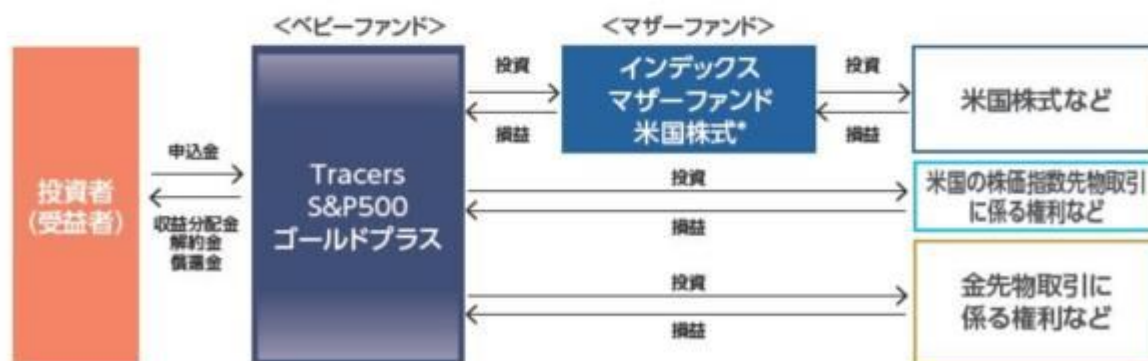 <ベビーファンド>
<マザーファンド>
投資者
(受益者)
申込金
収益分配金
解約金
償還金
Tracers
S&P500
ゴールドプラス
投資
損益
インデックス
マザーファンド
米国株式*
投資
損益
米国株式など
投資
損益
米国の株価指数先物取引
に係る権利など
投資
損益
金先物取引に
係る権利など